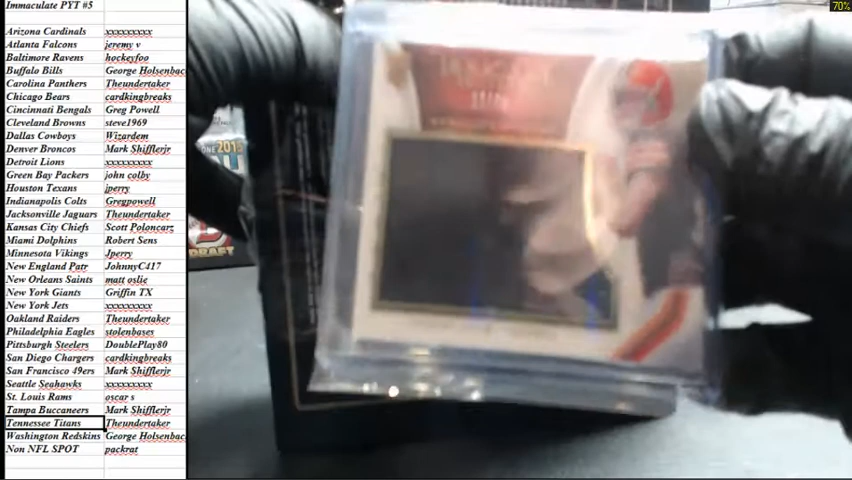 Immaculate PYT #5
70%
Arizona Cardinals xxxxxxxxx
Atlanta Falcons jeremy v
Baltimore Ravens hockeyfoo
Buffalo Bills George Holsenbac
Carolina Panthers Theundertaker
Chicago Bears cardkingbreaks
Cincinnati Bengals Greg Powell
Cleveland Browns steve1969
Dallas Cowboys Wizardem
Denver Broncos Mark Shifflerjr
Detroit Lions xxxxxxxxx
Green Bay Packers john colby
Houston Texans jperry
Indianapolis Colts Gregpowell
Jacksonville Jaguars Theundertaker
Kansas City Chiefs Scott Poloncarz
Miami Dolphins Robert Sens
Minnesota Vikings Jperry
New England Patr JohnnyC417
New Orleans Saints matt oslie
New York Giants Griffin TX
New York Jets xxxxxxxxx
Oakland Raiders Theundertaker
Philadelphia Eagles stolenbases
Pittsburgh Steelers DoublePlay80
San Diego Chargers cardkingbreaks
San Francisco 49ers Mark Shifflerjr
Seattle Seahawks xxxxxxxxx
St. Louis Rams oscar s
Tampa Buccaneers Mark Shifflerjr
Tennessee Titans Theundertaker
Washington Redskins George Holsenbac
Non NFL SPOT packrat
2015
DRAFT